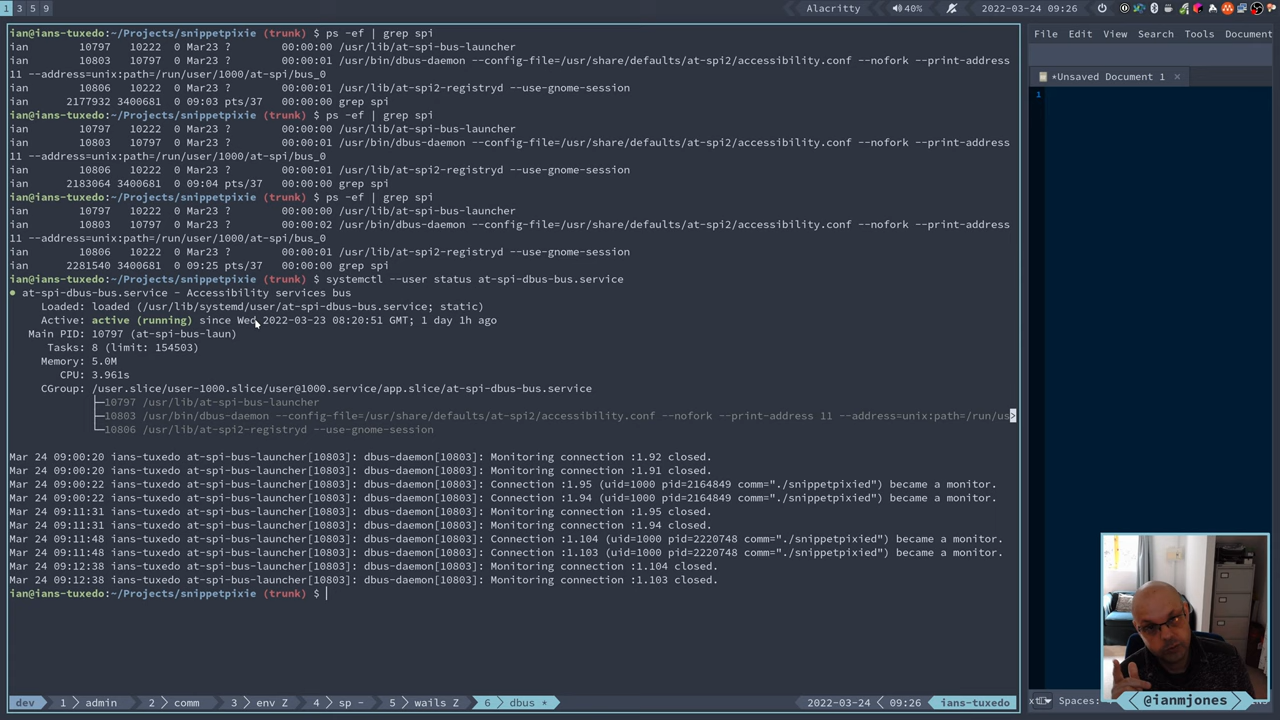 1 3 5 9
Alacritty
40%
2022-03-24 09:26
ian@ians-tuxedo:~/Projects/snippetpixie (trunk) $ ps -ef | grep spi
ian 10797 10222 0 Mar23 ? 00:00:00 /usr/lib/at-spi-bus-launcher
ian 10803 10797 0 Mar23 ? 00:00:01 /usr/bin/dbus-daemon --config-file=/usr/share/defaults/at-spi2/accessibility.conf --nofork --print-address
11 --address=unix:path=/run/user/1000/at-spi/bus_0
ian 10806 10222 0 Mar23 ? 00:00:01 /usr/lib/at-spi2-registryd --use-gnome-session
ian 2177932 3400681 0 09:03 pts/37 00:00:00 grep spi
ian@ians-tuxedo:~/Projects/snippetpixie (trunk) $ ps -ef | grep spi
ian 10797 10222 0 Mar23 ? 00:00:00 /usr/lib/at-spi-bus-launcher
ian 10803 10797 0 Mar23 ? 00:00:01 /usr/bin/dbus-daemon --config-file=/usr/share/defaults/at-spi2/accessibility.conf --nofork --print-address
11 --address=unix:path=/run/user/1000/at-spi/bus_0
ian 10806 10222 0 Mar23 ? 00:00:01 /usr/lib/at-spi2-registryd --use-gnome-session
ian 2183064 3400681 0 09:04 pts/37 00:00:00 grep spi
ian@ians-tuxedo:~/Projects/snippetpixie (trunk) $ ps -ef | grep spi
ian 10797 10222 0 Mar23 ? 00:00:00 /usr/lib/at-spi-bus-launcher
ian 10803 10797 0 Mar23 ? 00:00:02 /usr/bin/dbus-daemon --config-file=/usr/share/defaults/at-spi2/accessibility.conf --nofork --print-address
11 --address=unix:path=/run/user/1000/at-spi/bus_0
ian 10806 10222 0 Mar23 ? 00:00:01 /usr/lib/at-spi2-registryd --use-gnome-session
ian 2281540 3400681 0 09:25 pts/37 00:00:00 grep spi
ian@ians-tuxedo:~/Projects/snippetpixie (trunk) $ systemctl --user status at-spi-dbus-bus.service
● at-spi-dbus-bus.service - Accessibility services bus
Loaded: loaded (/usr/lib/systemd/user/at-spi-dbus-bus.service; static)
Active: active (running) since Wed 2022-03-23 08:20:51 GMT; 1 day 1h ago
Main PID: 10797 (at-spi-bus-laun)
Tasks: 8 (limit: 154503)
Memory: 5.0M
CPU: 3.961s
CGroup: /user.slice/user-1000.slice/user@1000.service/app.slice/at-spi-dbus-bus.service
├─10797 /usr/lib/at-spi-bus-launcher
├─10803 /usr/bin/dbus-daemon --config-file=/usr/share/defaults/at-spi2/accessibility.conf --nofork --print-address 11 --address=unix:path=/run/us>
└─10806 /usr/lib/at-spi2-registryd --use-gnome-session
Mar 24 09:00:20 ians-tuxedo at-spi-bus-launcher[10803]: dbus-daemon[10803]: Monitoring connection :1.92 closed.
Mar 24 09:00:20 ians-tuxedo at-spi-bus-launcher[10803]: dbus-daemon[10803]: Monitoring connection :1.91 closed.
Mar 24 09:00:22 ians-tuxedo at-spi-bus-launcher[10803]: dbus-daemon[10803]: Connection :1.95 (uid=1000 pid=2164849 comm="./snippetpixied") became a monitor.
Mar 24 09:00:22 ians-tuxedo at-spi-bus-launcher[10803]: dbus-daemon[10803]: Connection :1.94 (uid=1000 pid=2164849 comm="./snippetpixied") became a monitor.
Mar 24 09:11:31 ians-tuxedo at-spi-bus-launcher[10803]: dbus-daemon[10803]: Monitoring connection :1.95 closed.
Mar 24 09:11:31 ians-tuxedo at-spi-bus-launcher[10803]: dbus-daemon[10803]: Monitoring connection :1.94 closed.
Mar 24 09:11:48 ians-tuxedo at-spi-bus-launcher[10803]: dbus-daemon[10803]: Connection :1.104 (uid=1000 pid=2220748 comm="./snippetpixied") became a monitor.
Mar 24 09:11:48 ians-tuxedo at-spi-bus-launcher[10803]: dbus-daemon[10803]: Connection :1.103 (uid=1000 pid=2220748 comm="./snippetpixied") became a monitor.
Mar 24 09:12:38 ians-tuxedo at-spi-bus-launcher[10803]: dbus-daemon[10803]: Monitoring connection :1.104 closed.
Mar 24 09:12:38 ians-tuxedo at-spi-bus-launcher[10803]: dbus-daemon[10803]: Monitoring connection :1.103 closed.
ian@ians-tuxedo:~/Projects/snippetpixie (trunk) $
dev 1 admin 2 comm 3 env Z 4 sp - 5 wails Z 6 dbus * 2022-03-24 09:26 ians-tuxedo
File Edit View Search Tools Document
*Unsaved Document 1
1
Spaces:
@ianmjones